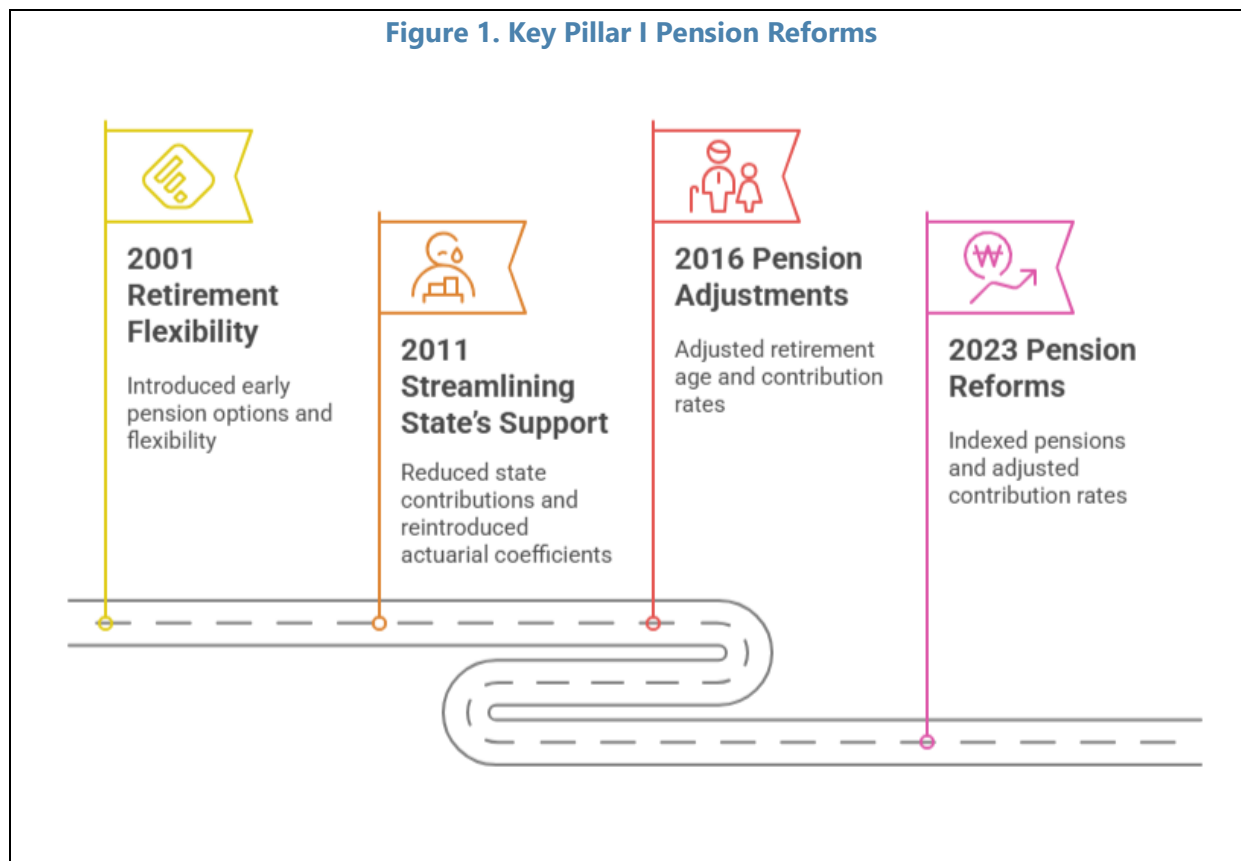 Figure 1. Key Pillar I Pension Reforms
2001
Retirement
Flexibility
Introduced early
pension options and
flexibility
2011
Streamlining
State's Support
Reduced state
contributions and
reintroduced
actuarial coefficients
2016 Pension
Adjustments
Adjusted retirement
age and contribution
rates
₩
2023 Pension
Reforms
Indexed pensions
and adjusted
contribution rates